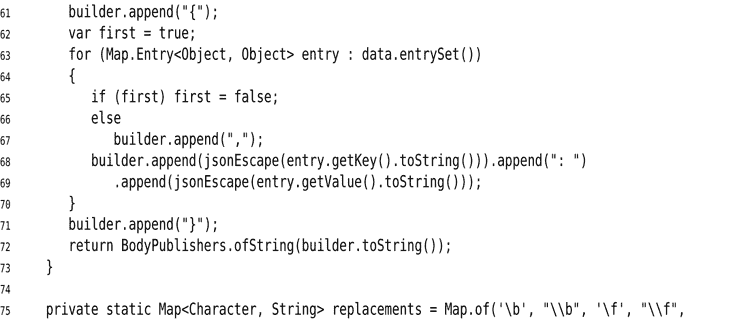 61 builder.append("{");
62 var first = true;
63 for (Map.Entry<Object, Object> entry : data.entrySet())
64 {
65 if (first) first = false;
66 else
67 builder.append(",");
68 builder.append(jsonEscape(entry.getKey().toString())).append(": ")
69 .append(jsonEscape(entry.getValue().toString()));
70 }
71 builder.append("}");
72 return BodyPublishers.ofString(builder.toString());
73 }
74
75 private static Map<Character, String> replacements = Map.of('\b', "\\b", '\f', "\\f",